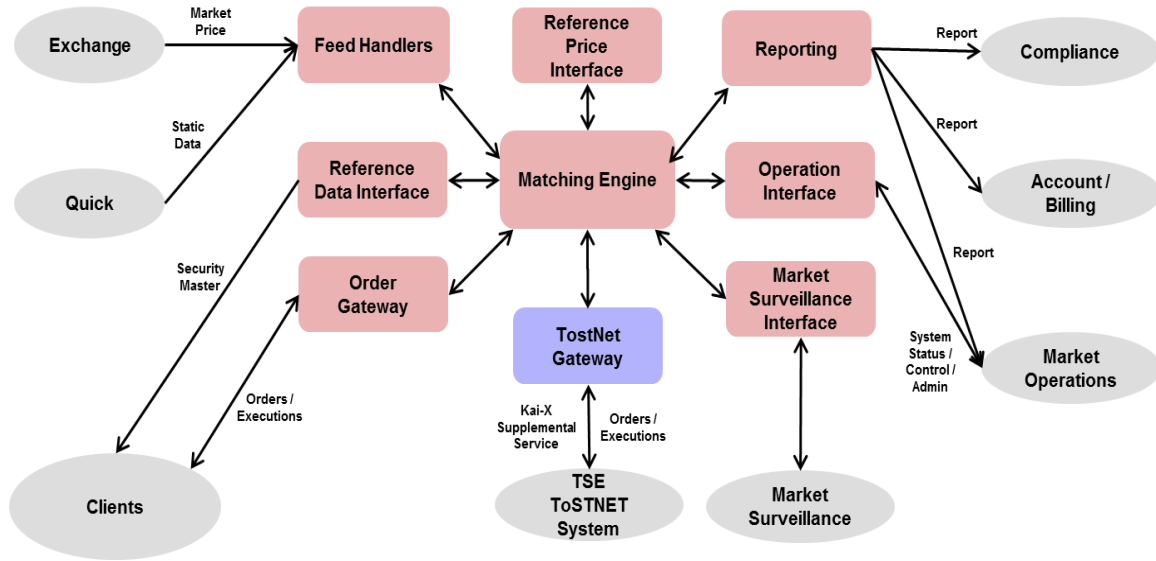 Exchange
Market
Price
Feed Handlers
Reference
Price
Interface
Reporting
Report
Compliance
Static
Data
Quick
Reference
Data Interface
Matching Engine
Operation
Interface
Report
Account /
Billing
Security
Master
Order
Gateway
TostNet
Gateway
Market
Surveillance
Interface
Report
System
Status /
Control /
Admin
Market
Operations
Orders /
Executions
Kai-X
Supplemental
Service
Orders /
Executions
Clients
TSE
ToSTNET
System
Market
Surveillance